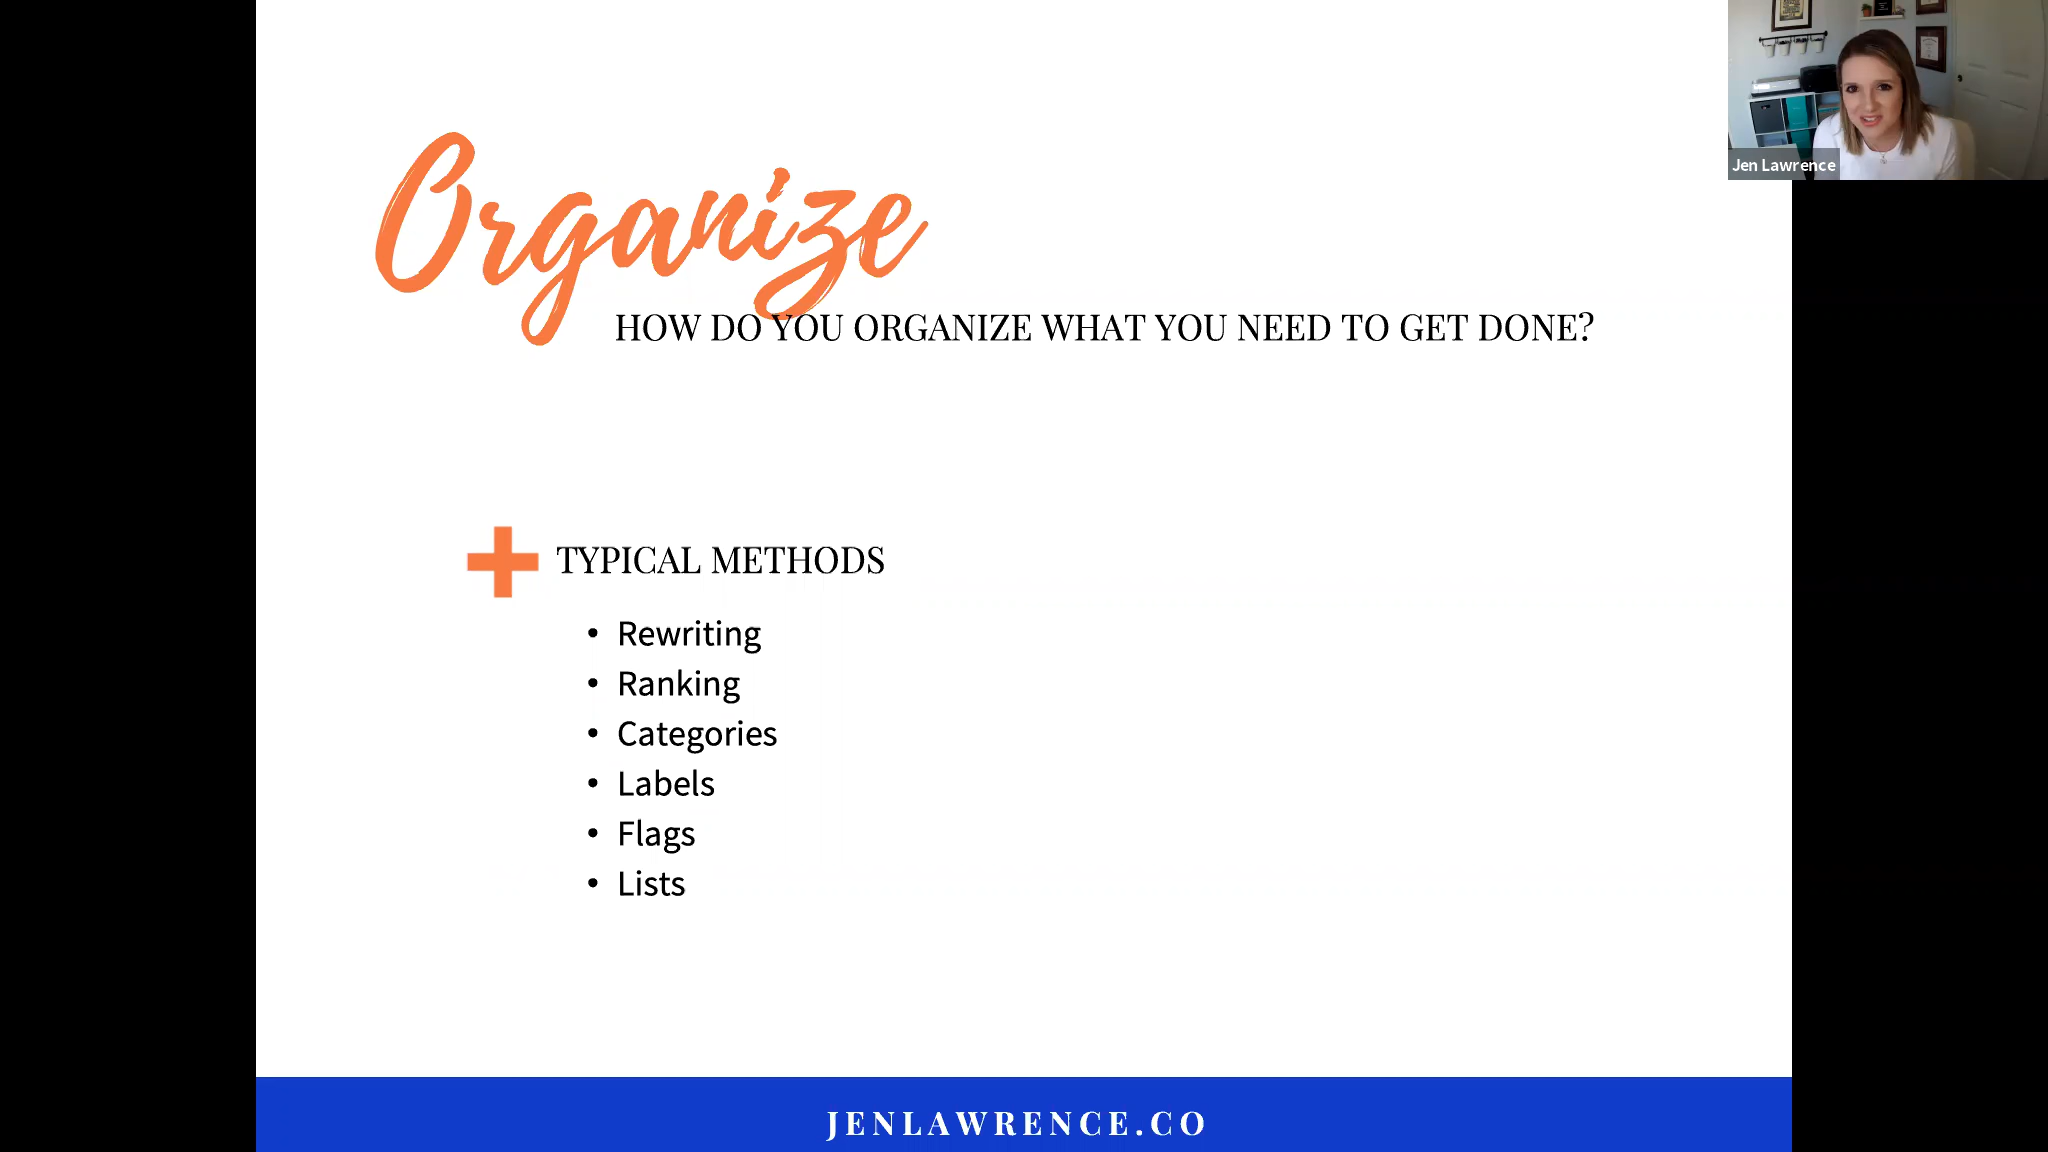 Jen Lawrence
Organize
HOW DO YOU ORGANIZE WHAT YOU NEED TO GET DONE?
TYPICAL METHODS
• Rewriting
• Ranking
• Categories
• Labels
• Flags
• Lists
JENLAWRENCE.CO